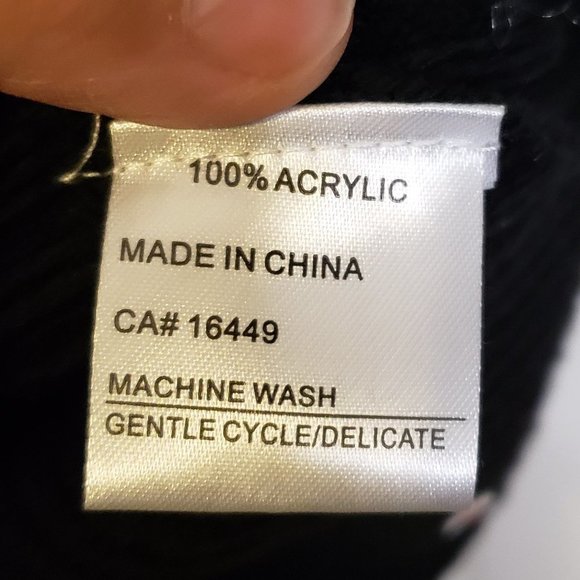 100% ACRYLIC
MADE IN CHINA
CA# 16449
MACHINE WASH
GENTLE CYCLE/DELICATE